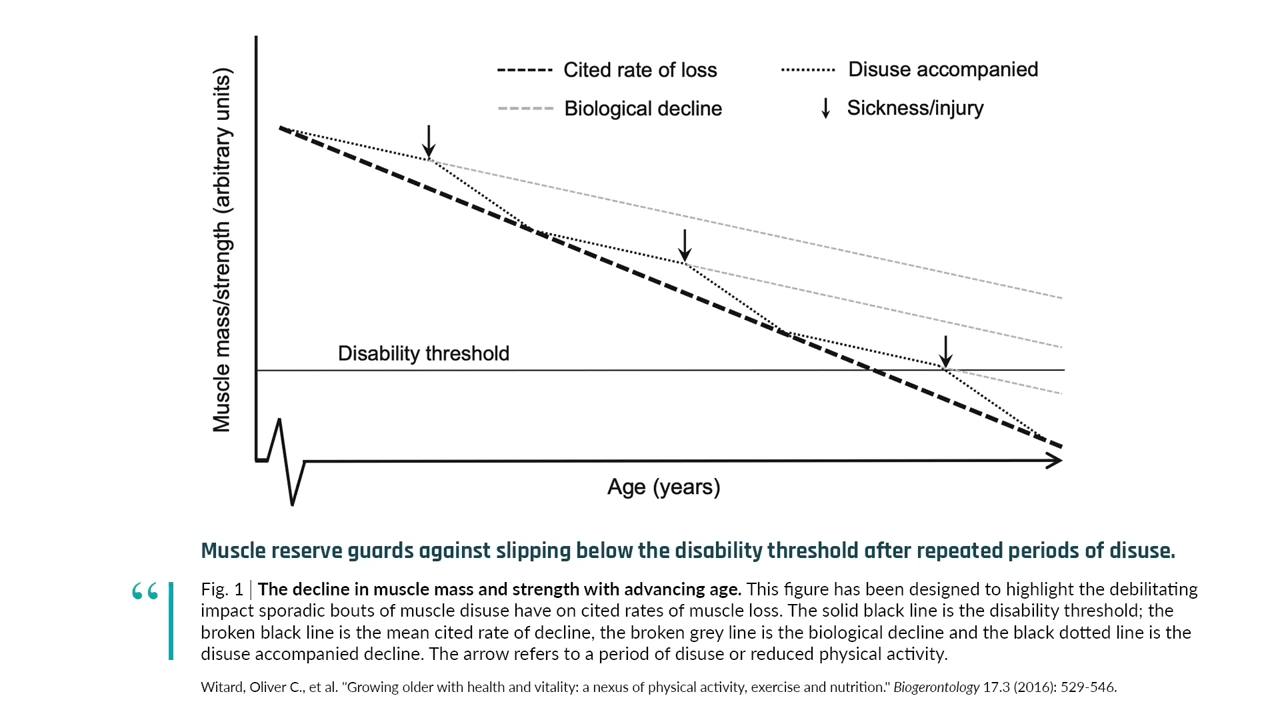 Cited rate of loss
Disuse accompanied
Biological decline
Sickness/injury
Muscle mass/strength (arbitrary units)
Disability threshold
Age (years)
Muscle reserve guards against slipping below the disability threshold after repeated periods of disuse.
“
Fig. 1 | The decline in muscle mass and strength with advancing age. This figure has been designed to highlight the debilitating
impact sporadic bouts of muscle disuse have on cited rates of muscle loss. The solid black line is the disability threshold; the
broken black line is the mean cited rate of decline, the broken grey line is the biological decline and the black dotted line is the
disuse accompanied decline. The arrow refers to a period of disuse or reduced physical activity.
Witard, Oliver C., et al. "Growing older with health and vitality: a nexus of physical activity, exercise and nutrition." Biogerontology 17.3 (2016): 529-546.